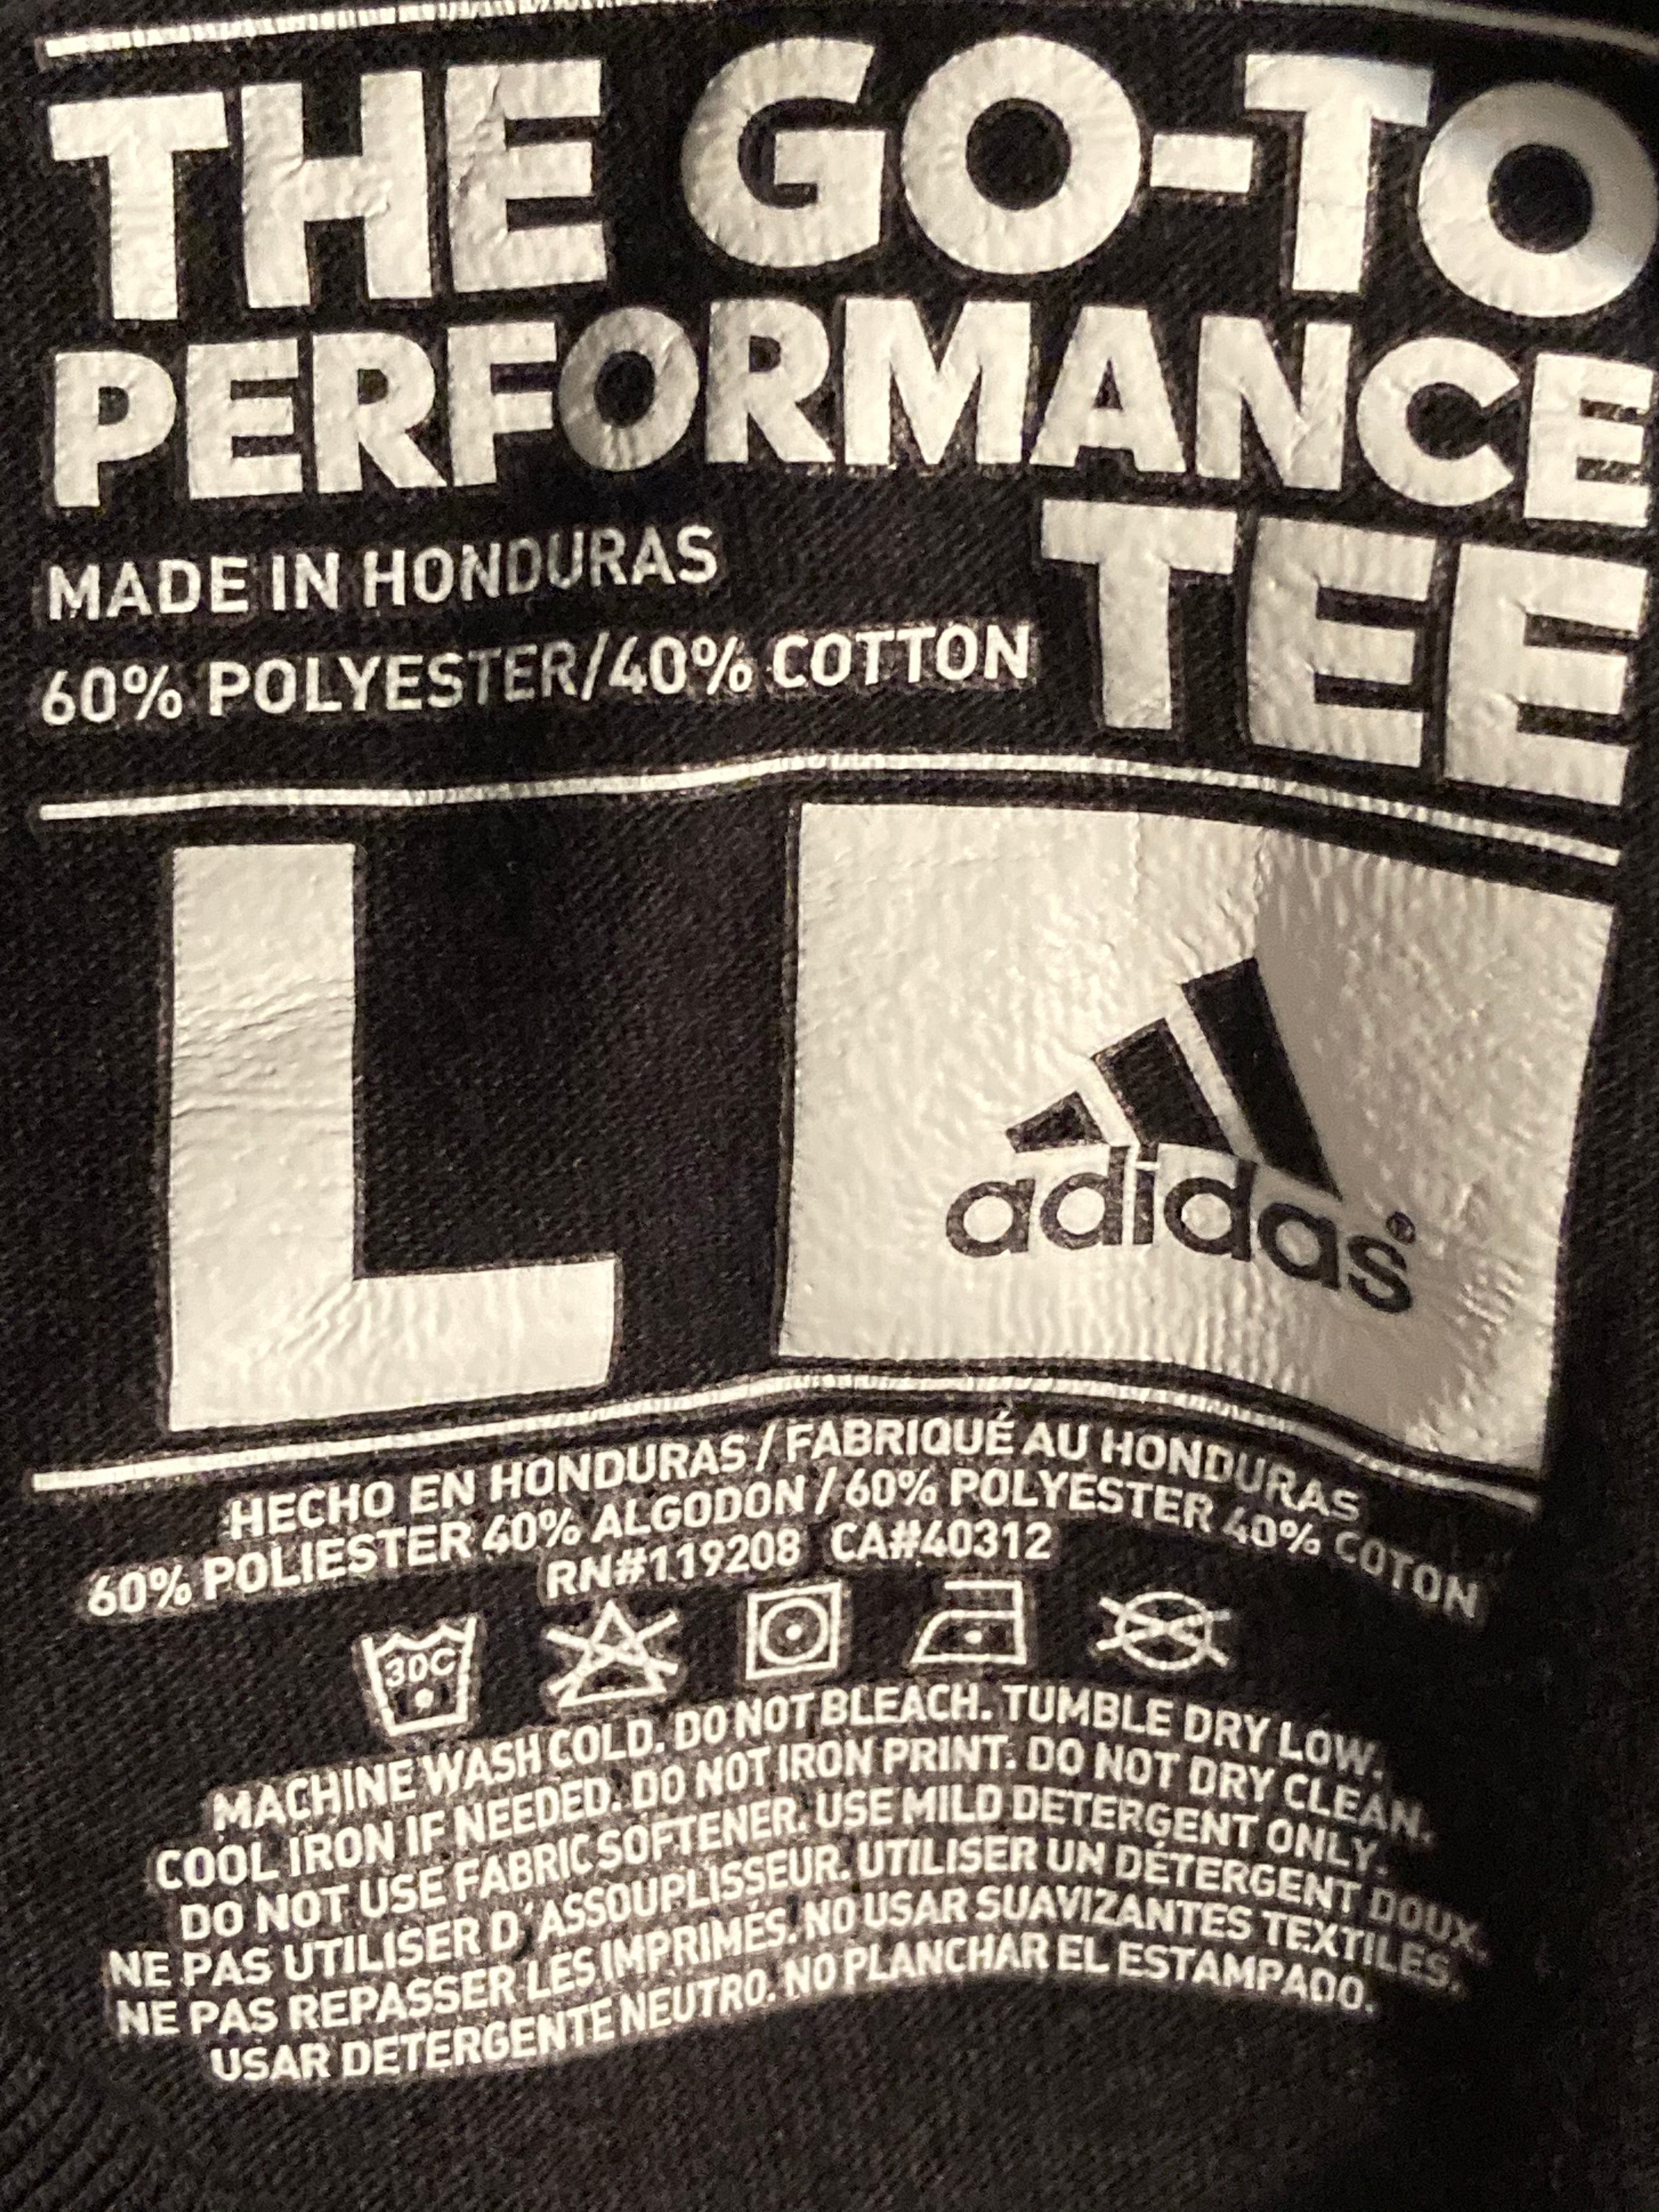 THE GO-TO
PERFORMANCE
TEE
MADE IN HONDURAS
60% POLYESTER/40% COTTON
L
adidas®
HECHO EN HONDURAS / FABRIQUÉ AU HONDURAS
60% POLIESTER 40% ALGODON / 60% POLYESTER 40% COTON
RN#119208 CA#40312
30C
MACHINE WASH COLD. DO NOT BLEACH. TUMBLE DRY LOW.
COOL IRON IF NEEDED. DO NOT IRON PRINT. DO NOT DRY CLEAN.
DO NOT USE FABRIC SOFTENER. USE MILD DETERGENT ONLY.
NE PAS UTILISER D'ASSOUPLISSEUR. UTILISER UN DÉTERGENT DOUX.
NE PAS REPASSER LES IMPRIMÉS. NO USAR SUAVIZANTES TEXTILES.
USAR DETERGENTE NEUTRO. NO PLANCHAR EL ESTAMPADO.